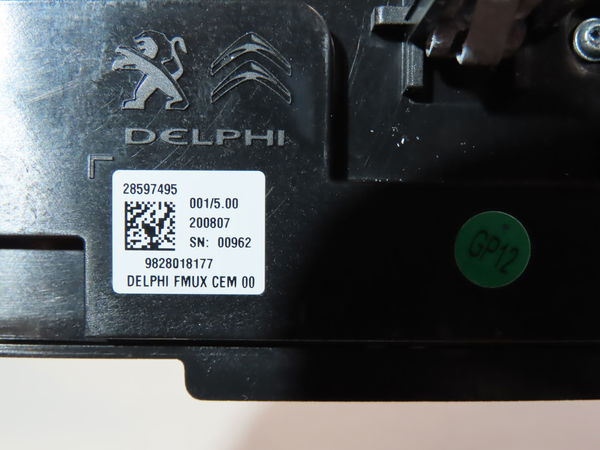 DELPHI
28597495
001/5.00
200807
SN: 00962
9828018177
DELPHI FMUX CEM 00
GP12